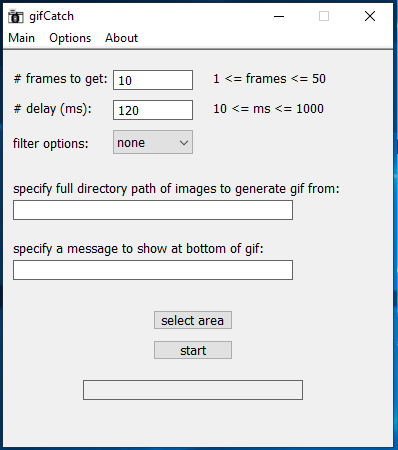 gifCatch
Main Options About
# frames to get: 10 1 <= frames <= 50
# delay (ms): 120 10 <= ms <= 1000
filter options: none
specify full directory path of images to generate gif from:
specify a message to show at bottom of gif:
select area
start